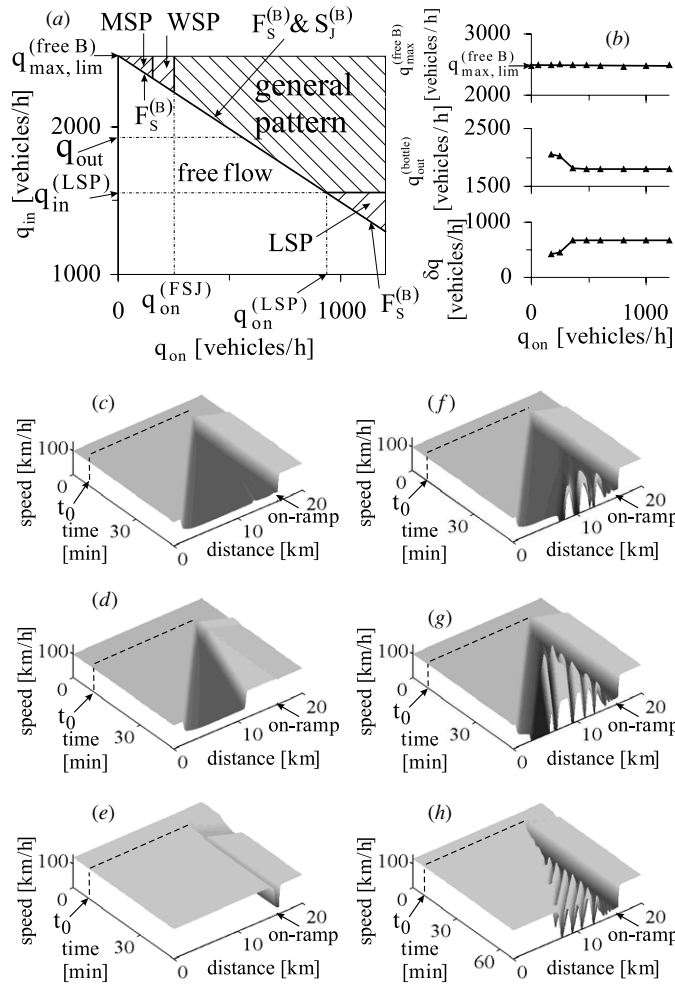 (a)
MSP WSP F_S^(B) & S_J^(B)
q_max, lim^(free B)
F_S^(B)
general
pattern
2000
q_out
free flow
q_in^(LSP)
q_in [vehicles/h]
LSP
1000
F_S^(B)
q_on^(FSJ) q_on^(LSP)
0 1000
q_on [vehicles/h]
(b)
q_max^(free B) [vehicles/h]
3000
q_max, lim^(free B)
2000
q_out^(bottle) [vehicles/h]
2500
1500
δq [vehicles/h]
1000
0
0 1000
q_on [vehicles/h]
(c)
speed [km/h]
100
0
t_0
time
[min]
30
0
10
20
on-ramp
distance [km]
(f)
speed [km/h]
100
0
t_0
time
[min]
30
0
10
20
on-ramp
distance [km]
(d)
speed [km/h]
100
0
t_0
time
[min]
30
0
10
20
on-ramp
distance [km]
(g)
speed [km/h]
100
0
t_0
time
[min]
30
0
10
20
on-ramp
distance [km]
(e)
speed [km/h]
100
0
t_0
time
[min]
30
0
10
20
on-ramp
distance [km]
(h)
speed [km/h]
100
0
t_0
time
[min]
30
60
0
10
20
on-ramp
distance [km]